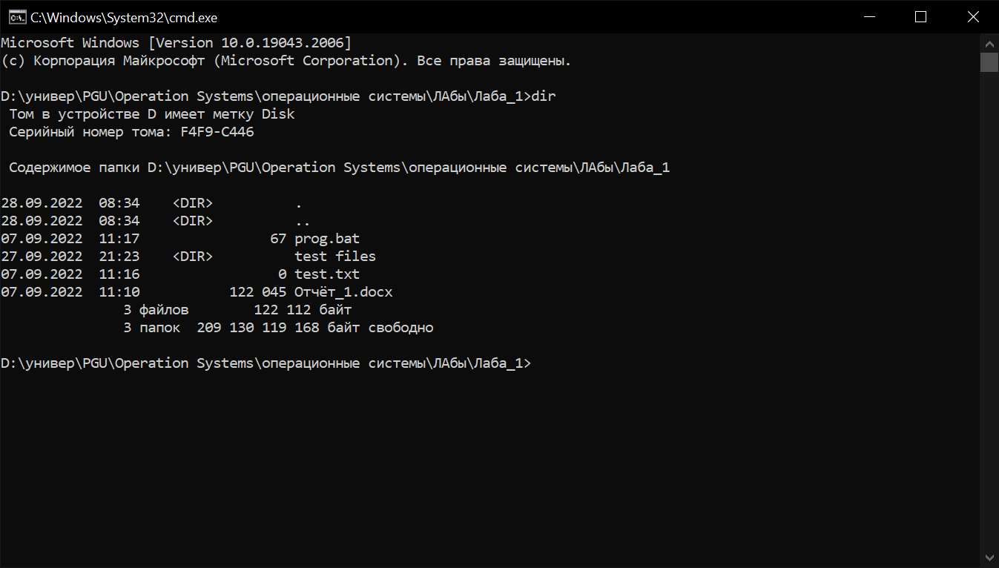 C:\Windows\System32\cmd.exe
Microsoft Windows [Version 10.0.19043.2006]
(c) Корпорация Майкрософт (Microsoft Corporation). Все права защищены.
D:\универ\PGU\Operation Systems\операционные системы\ЛАбы\Лаба_1>dir
 Том в устройстве D имеет метку Disk
 Серийный номер тома: F4F9-C446
 Содержимое папки D:\универ\PGU\Operation Systems\операционные системы\ЛАбы\Лаба_1
28.09.2022  08:34    <DIR>          .
28.09.2022  08:34    <DIR>          ..
07.09.2022  11:17                67 prog.bat
27.09.2022  21:23    <DIR>          test files
07.09.2022  11:16                 0 test.txt
07.09.2022  11:10           122 045 Отчёт_1.docx
               3 файлов        122 112 байт
               3 папок  209 130 119 168 байт свободно
D:\универ\PGU\Operation Systems\операционные системы\ЛАбы\Лаба_1>